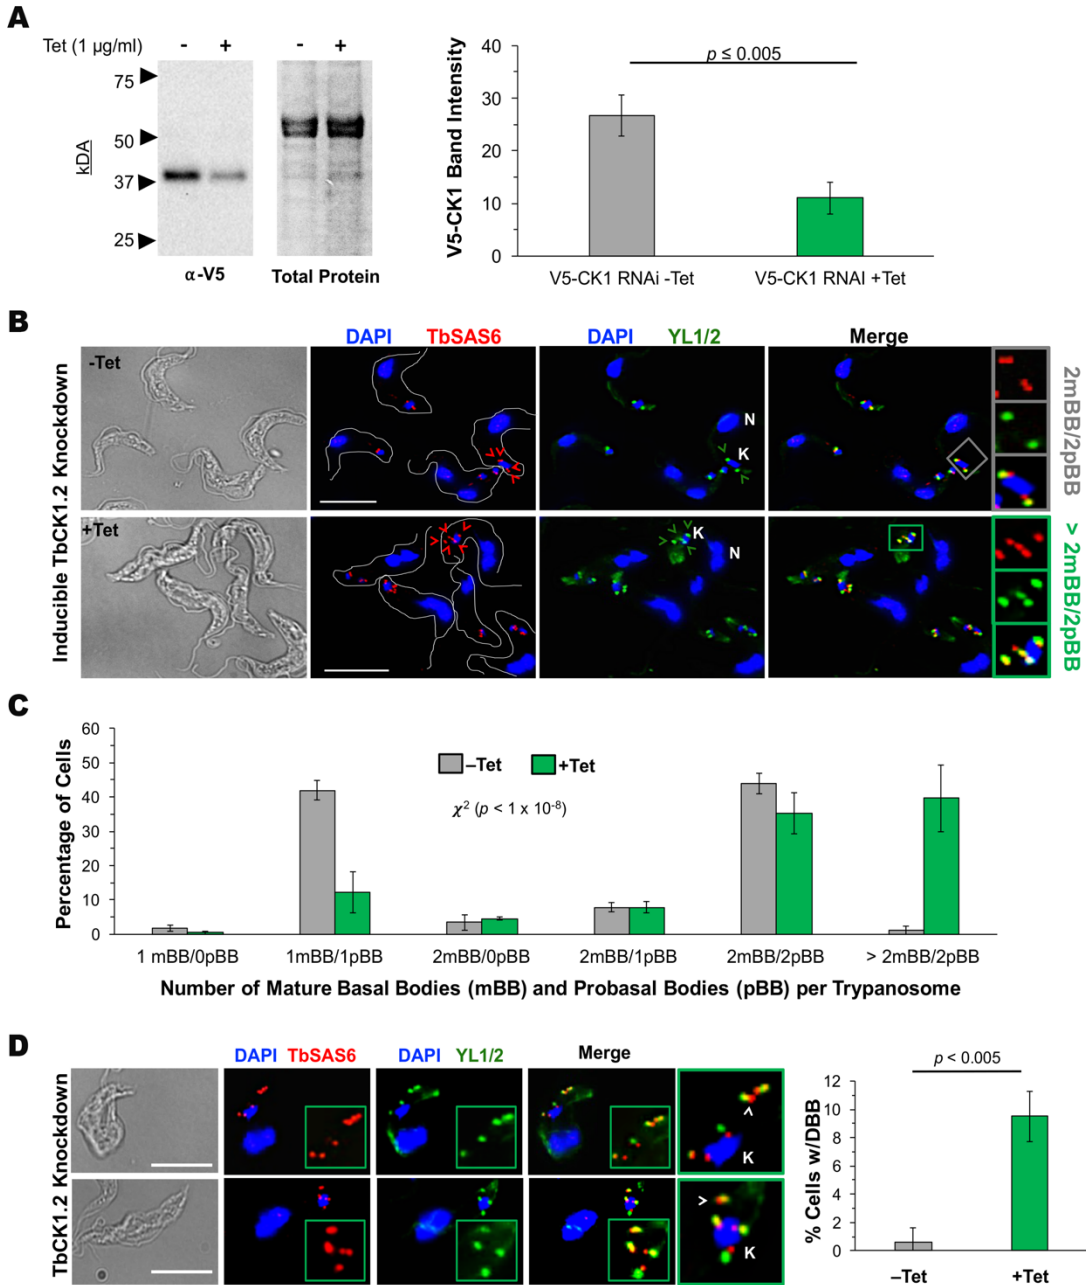 A
Tet (1 µg/ml) - + - +
75
50
37
25
kDA
α-V5 Total Protein
V5-CK1 Band Intensity
40
30
20
10
0
p ≤ 0.005
V5-CK1 RNAi -Tet V5-CK1 RNAI +Tet
B
Inducible TbCK1.2 Knockdown
DAPI TbSAS6 DAPI YL1/2 Merge
-Tet
N
K
2mBB/2pBB
+Tet
K
N
> 2mBB/2pBB
C
Percentage of Cells
60
50
40
30
20
10
0
–Tet +Tet
χ² (p < 1 x 10⁻⁸)
1 mBB/0pBB 1mBB/1pBB 2mBB/0pBB 2mBB/1pBB 2mBB/2pBB > 2mBB/2pBB
Number of Mature Basal Bodies (mBB) and Probasal Bodies (pBB) per Trypanosome
D
TbCK1.2 Knockdown
DAPI TbSAS6 DAPI YL1/2 Merge
K
K
% Cells w/DBB
p < 0.005
12
10
8
6
4
2
0
–Tet +Tet